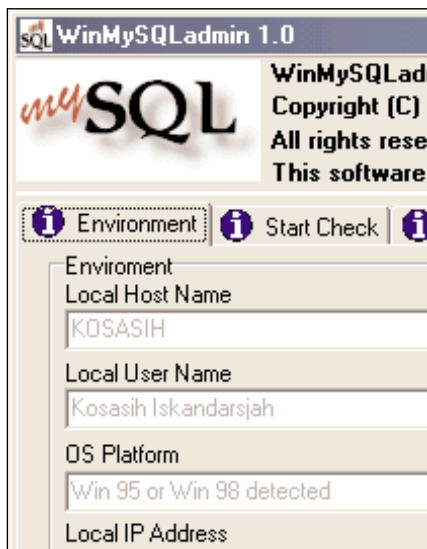 WinMySQLadmin 1.0
mySQL
WinMySQLad
Copyright (C)
All rights rese
This software
Environment
Start Check
Enviroment
Local Host Name
KOSASIH
Local User Name
Kosasih Iskandarsjah
OS Platform
Win 95 or Win 98 detected
Local IP Address